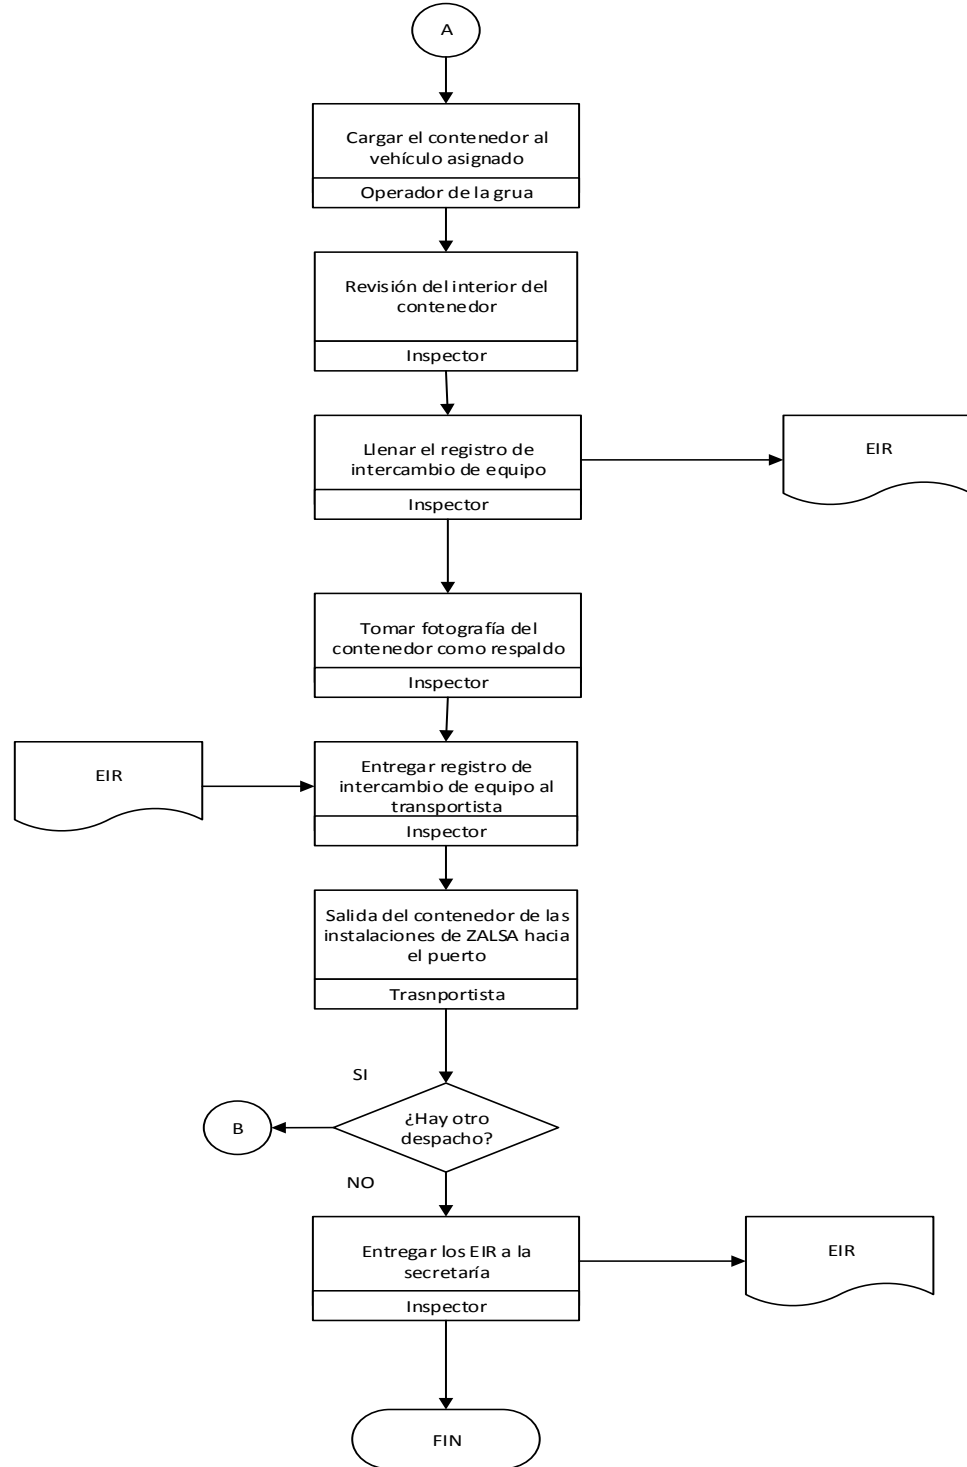 A
Cargar el contenedor al
vehículo asignado
Operador de la grua
Revisión del interior del
contenedor
Inspector
Llenar el registro de
intercambio de equipo
Inspector
EIR
Tomar fotografía del
contenedor como respaldo
Inspector
EIR
Entregar registro de
intercambio de equipo al
transportista
Inspector
Salida del contenedor de las
instalaciones de ZALSA hacia
el puerto
Trasnportista
SI
¿Hay otro
despacho?
B
NO
Entregar los EIR a la
secretaría
Inspector
EIR
FIN